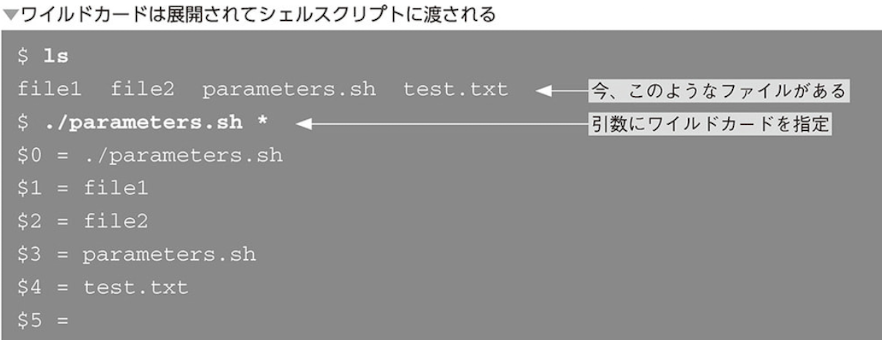 ▼ワイルドカードは展開されてシェルスクリプトに渡される
$ ls
file1  file2  parameters.sh  test.txt  今、このようなファイルがある
$ ./parameters.sh *  引数にワイルドカードを指定
$0 = ./parameters.sh
$1 = file1
$2 = file2
$3 = parameters.sh
$4 = test.txt
$5 =